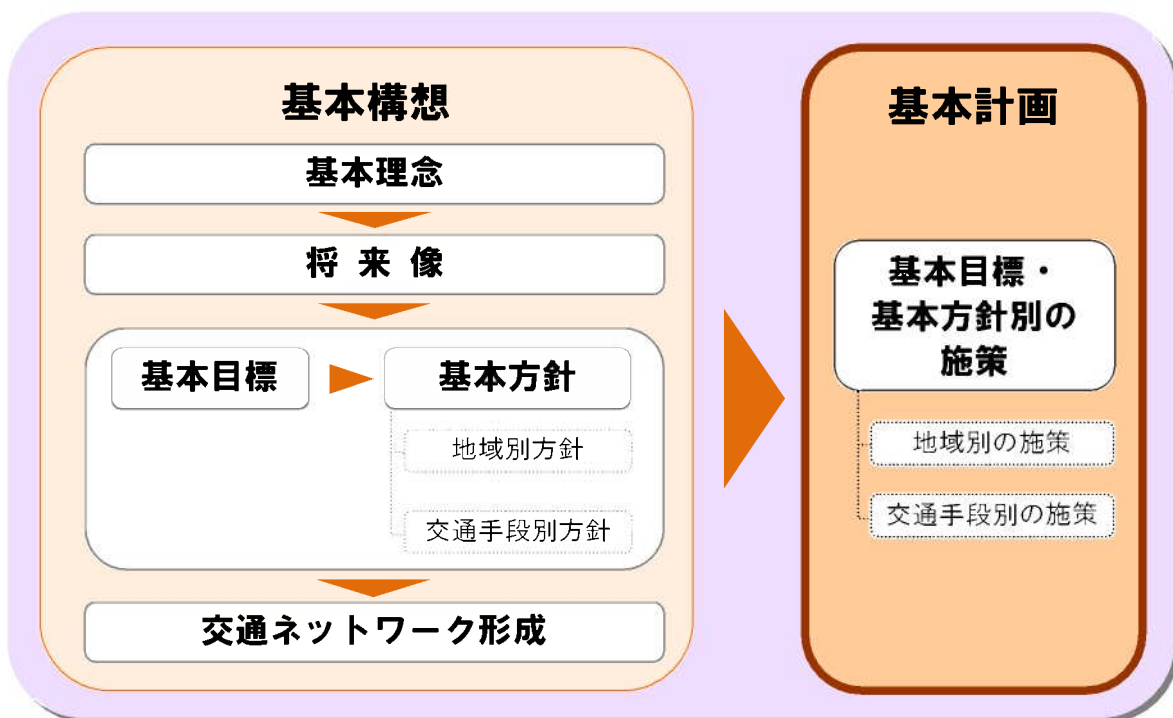 基本構想
基本理念
将来像
基本目標
基本方針
地域別方針
交通手段別方針
交通ネットワーク形成
基本計画
基本目標・
基本方針別の
施策
地域別の施策
交通手段別の施策